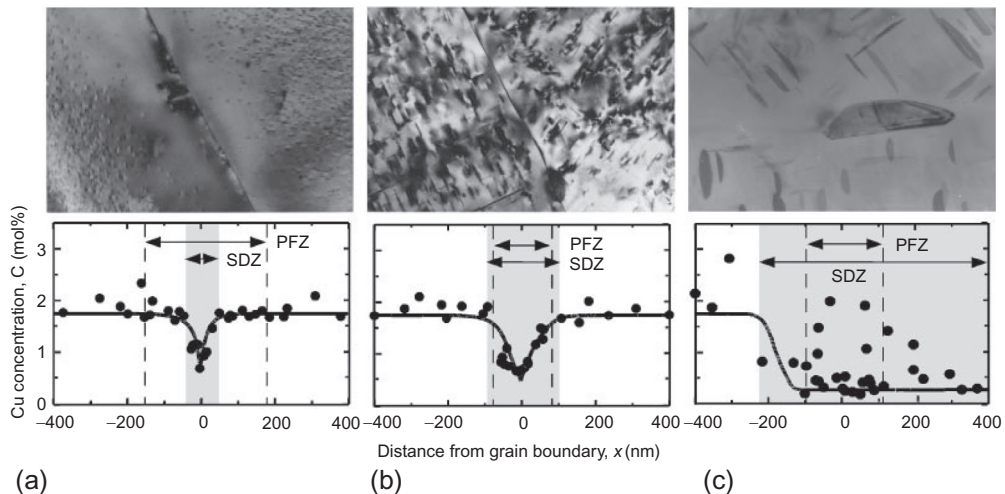 Cu concentration, C (mol%)
3
2
1
0
PFZ
SDZ
–400
–200
0
200
400
PFZ
SDZ
–400
–200
0
200
400
PFZ
SDZ
–400
–200
0
200
400
Distance from grain boundary, x (nm)
(a)
(b)
(c)